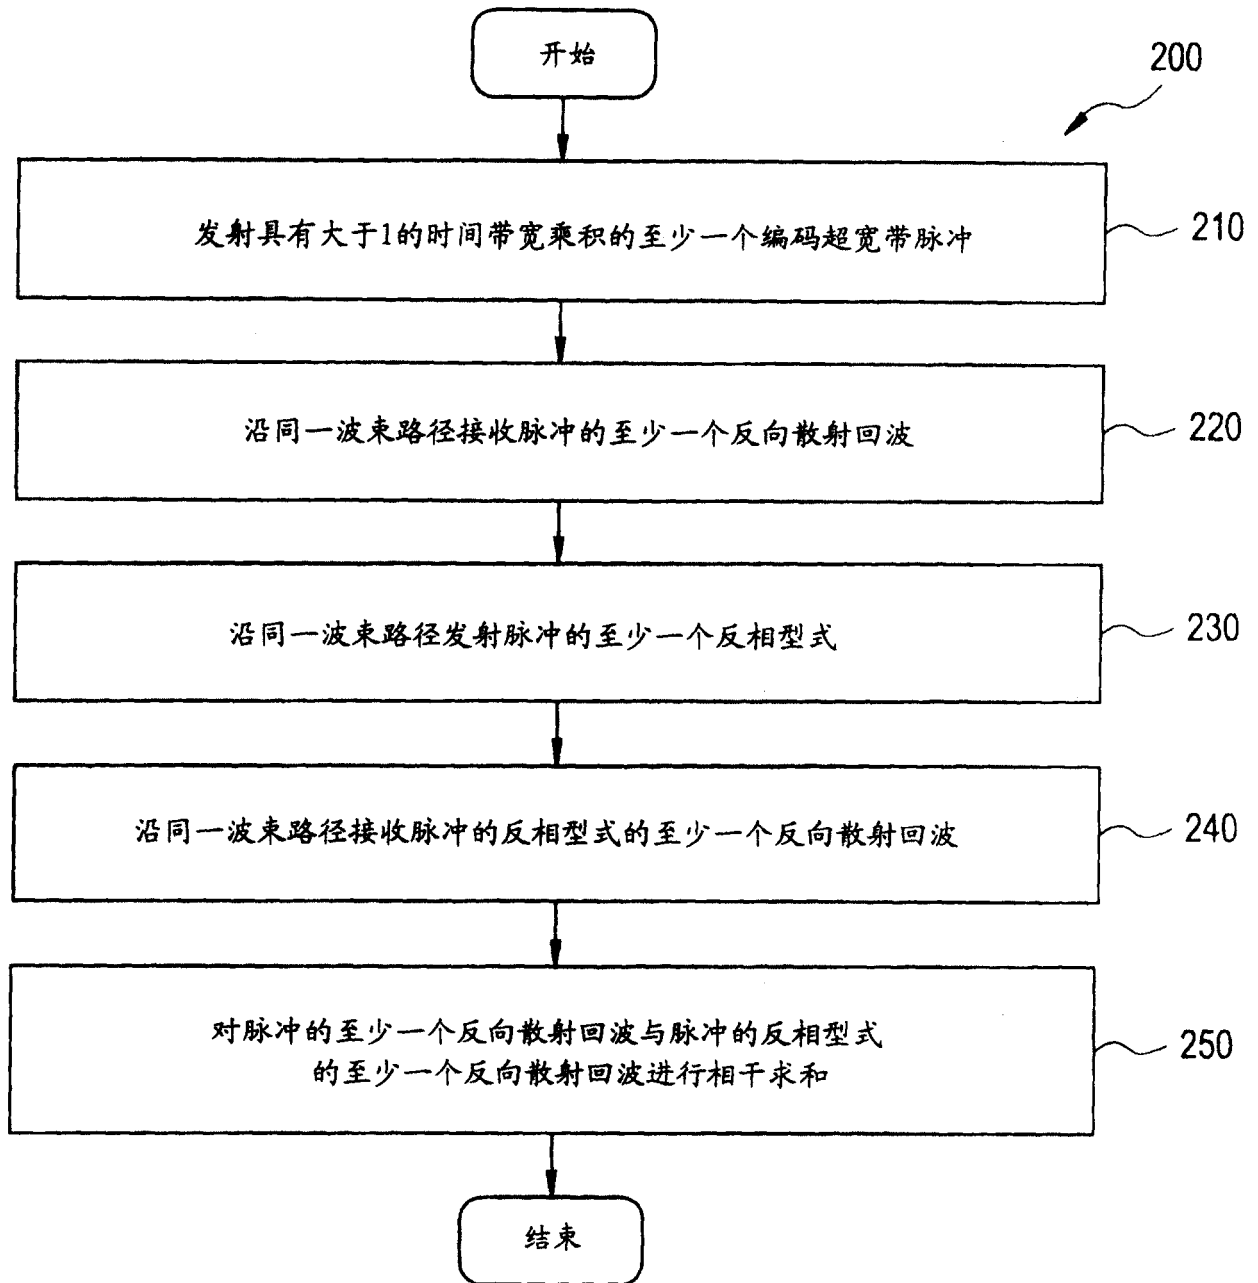 开始
200
发射具有大于1的时间带宽乘积的至少一个编码超宽带脉冲
210
沿同一波束路径接收脉冲的至少一个反向散射回波
220
沿同一波束路径发射脉冲的至少一个反相型式
230
沿同一波束路径接收脉冲的反相型式的至少一个反向散射回波
240
对脉冲的至少一个反向散射回波与脉冲的反相型式
的至少一个反向散射回波进行相干求和
250
结束